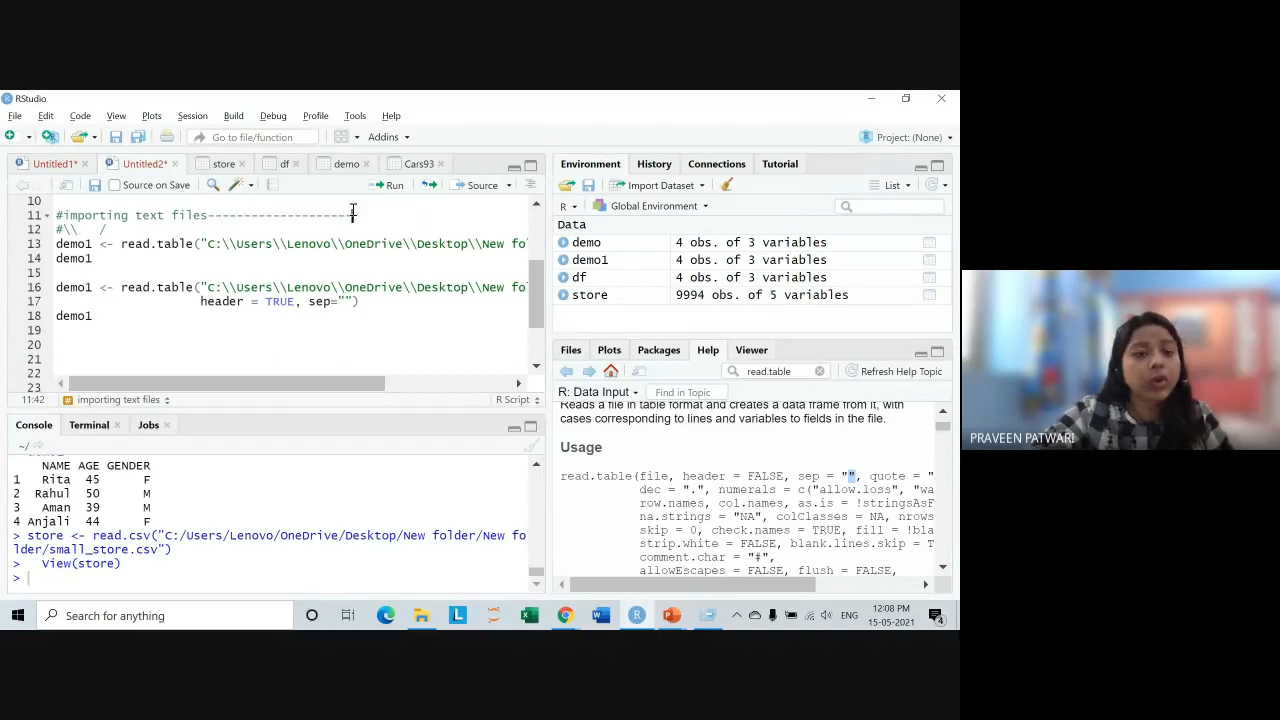 RStudio
File Edit Code View Plots Session Build Debug Profile Tools Help
Go to file/function
Addins
Project: (None)
Untitled1* Untitled2* store df demo Cars93
Source on Save
Run
Source
10
11 #importing text files--------------------
12 #\\ /
13 demo1 <- read.table("C:\\Users\\Lenovo\\OneDrive\\Desktop\\New fo
14 demo1
15
16 demo1 <- read.table("C:\\Users\\Lenovo\\OneDrive\\Desktop\\New fo
17 header = TRUE, sep="")
18 demo1
19
20
21
22
23
11:42 importing text files R Script
Console Terminal Jobs
~/
NAME AGE GENDER
1 Rita 45 F
2 Rahul 50 M
3 Aman 39 M
4 Anjali 44 F
> store <- read.csv("C:/Users/Lenovo/OneDrive/Desktop/New fo
lder/small_store.csv")
> View(store)
>
Environment History Connections Tutorial
Import Dataset
List
R Global Environment
Data
demo 4 obs. of 3 variables
demo1 4 obs. of 3 variables
df 4 obs. of 3 variables
store 9994 obs. of 5 variables
Files Plots Packages Help Viewer
read.table
Refresh Help Topic
R: Data Input
Find in Topic
Reads a file in table format and creates a data frame from it, with
cases corresponding to lines and variables to fields in the file.
Usage
read.table(file, header = FALSE, sep = "", quote = "
dec = ".", numerals = c("allow.loss", "wa
row.names, col.names, as.is = !stringsAsF
na.strings = "NA", colClasses = NA, nrows
skip = 0, check.names = TRUE, fill = !bla
strip.white = FALSE, blank.lines.skip = T
comment.char = "#",
allowEscapes = FALSE, flush = FALSE,
PRAVEEN PATWARI
Search for anything
ENG
12:08 PM
15-05-2021
4